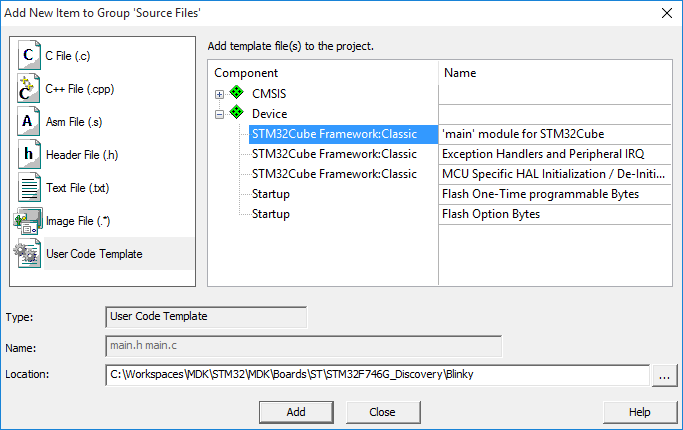 Add New Item to Group 'Source Files'
C File (.c)
C++ File (.cpp)
Asm File (.s)
Header File (.h)
Text File (.txt)
Image File (.*)
User Code Template
Add template file(s) to the project.
Component Name
CMSIS
Device
STM32Cube Framework:Classic 'main' module for STM32Cube
STM32Cube Framework:Classic Exception Handlers and Peripheral IRQ
STM32Cube Framework:Classic MCU Specific HAL Initialization / De-Initi...
Startup Flash One-Time programmable Bytes
Startup Flash Option Bytes
Type: User Code Template
Name: main.h main.c
Location: C:\Workspaces\MDK\STM32\MDK\Boards\ST\STM32F746G_Discovery\Blinky ...
Add Close Help